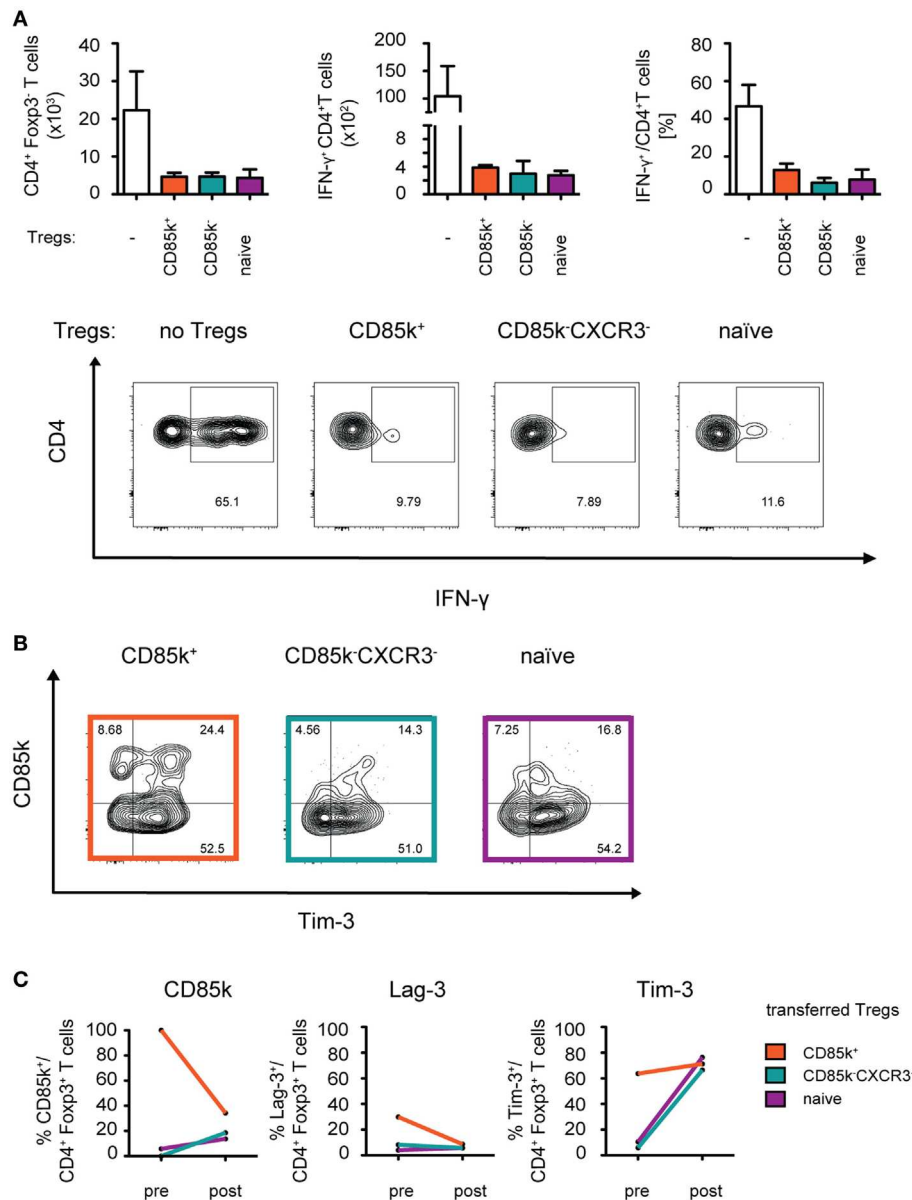 A
CD4+ Foxp3- T cells
(x10³)
40
30
20
10
0
IFN-γ+ CD4+T cells
(x10²)
200
150
100
8
6
4
2
0
IFN-γ+/CD4+T cells
[%]
80
60
40
20
0
Tregs:
-
CD85k+
CD85k-
naive
-
CD85k+
CD85k-
naive
-
CD85k+
CD85k-
naive
Tregs: no Tregs CD85k+ CD85k-CXCR3- naïve
CD4
65.1 9.79 7.89 11.6
IFN-γ
B
CD85k+ CD85k-CXCR3- naïve
CD85k
8.68 24.4 4.56 14.3 7.25 16.8
52.5 51.0 54.2
Tim-3
C
CD85k Lag-3 Tim-3
% CD85k+/
CD4+ Foxp3+ T cells
100
80
60
40
20
0
pre post
% Lag-3+/
CD4+ Foxp3+ T cells
100
80
60
40
20
0
pre post
% Tim-3+/
CD4+ Foxp3+ T cells
100
80
60
40
20
0
pre post
transferred Tregs
CD85k+
CD85k-CXCR3-
naive